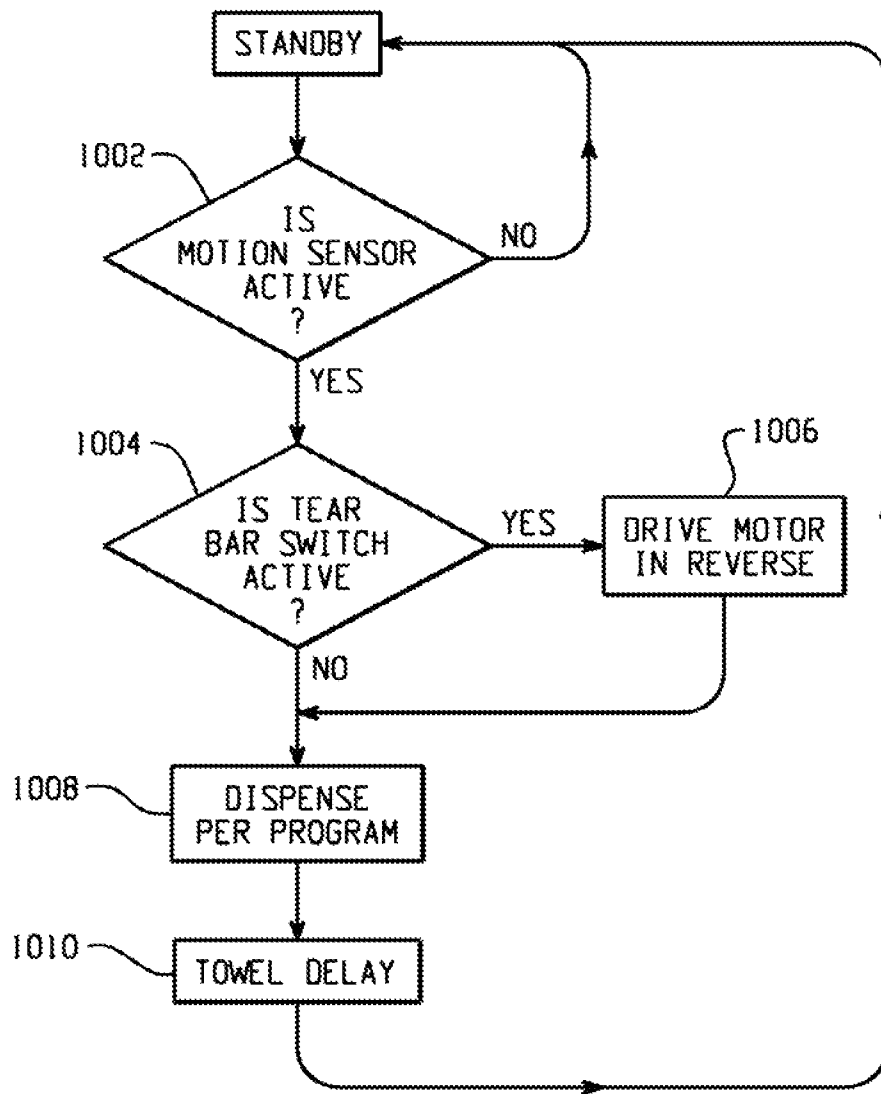 STANDBY
1002
IS
MOTION SENSOR
ACTIVE
?
NO
YES
1004
IS TEAR
BAR SWITCH
ACTIVE
?
YES
1006
DRIVE MOTOR
IN REVERSE
NO
1008
DISPENSE
PER PROGRAM
1010
TOWEL DELAY